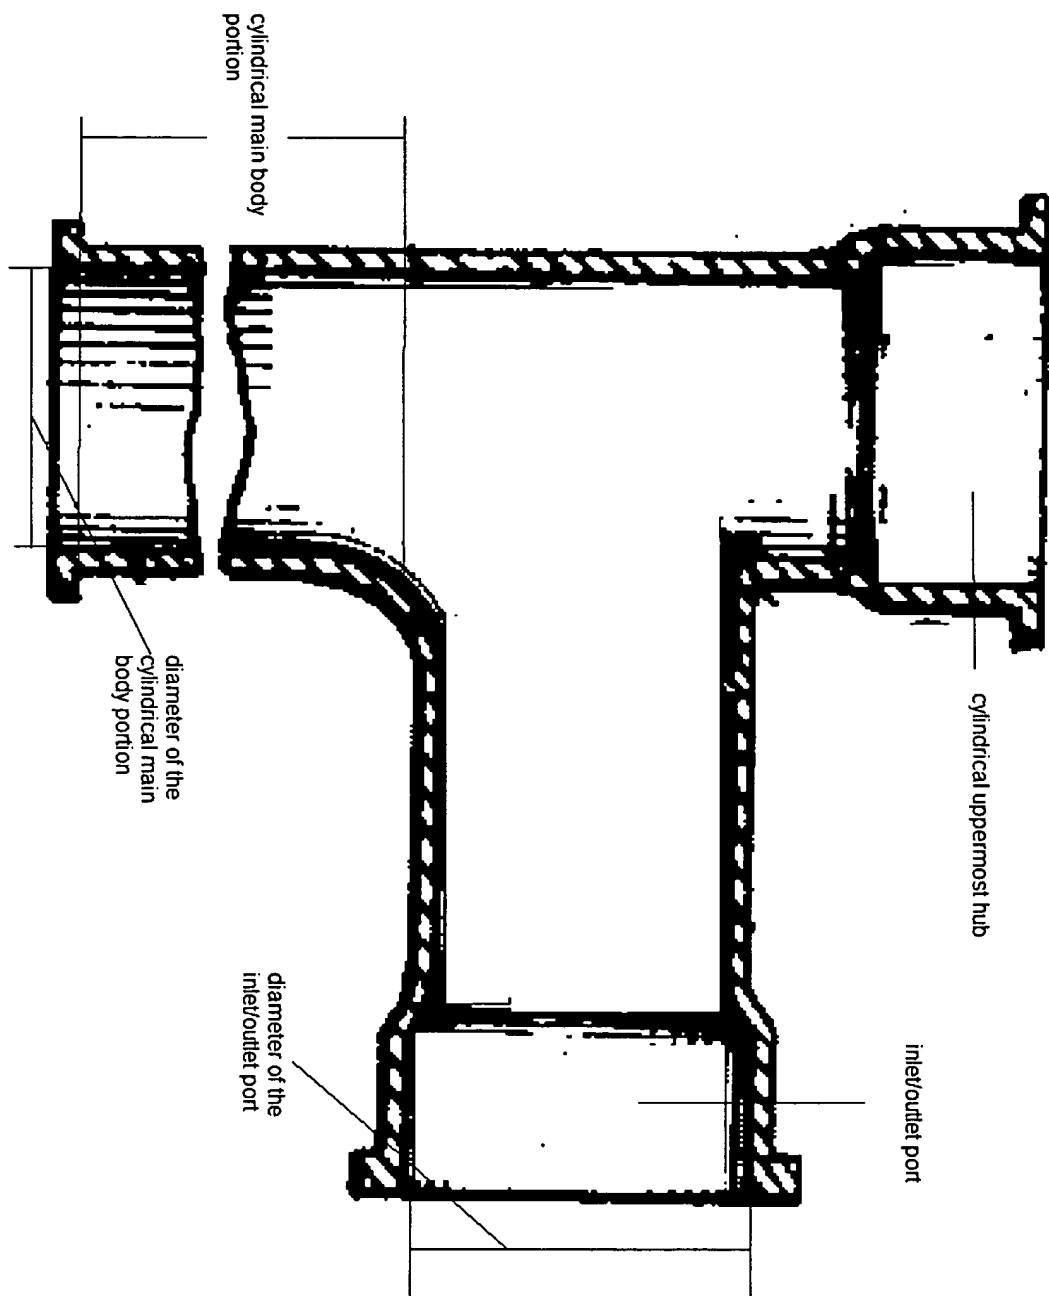 cylindrical uppermost hub
inlet/outlet port
cylindrical main body
portion
diameter of the
inlet/outlet port
diameter of the
cylindrical main
body portion